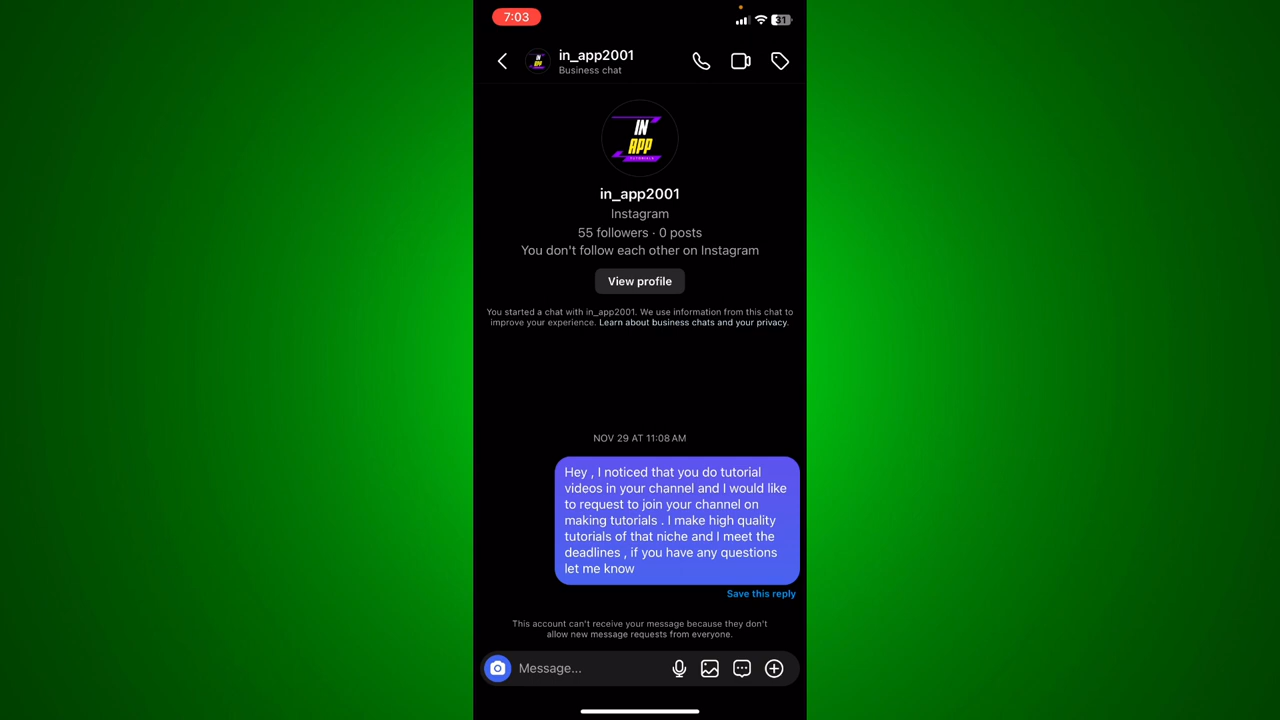 7:03
31
in_app2001
Business chat
IN
APP
TUTORIALS
in_app2001
Instagram
55 followers · 0 posts
You don't follow each other on Instagram
View profile
You started a chat with in_app2001. We use information from this chat to
improve your experience. Learn about business chats and your privacy.
NOV 29 AT 11:08 AM
Hey , I noticed that you do tutorial
videos in your channel and I would like
to request to join your channel on
making tutorials . I make high quality
tutorials of that niche and I meet the
deadlines , if you have any questions
let me know
Save this reply
This account can't receive your message because they don't
allow new message requests from everyone.
Message...